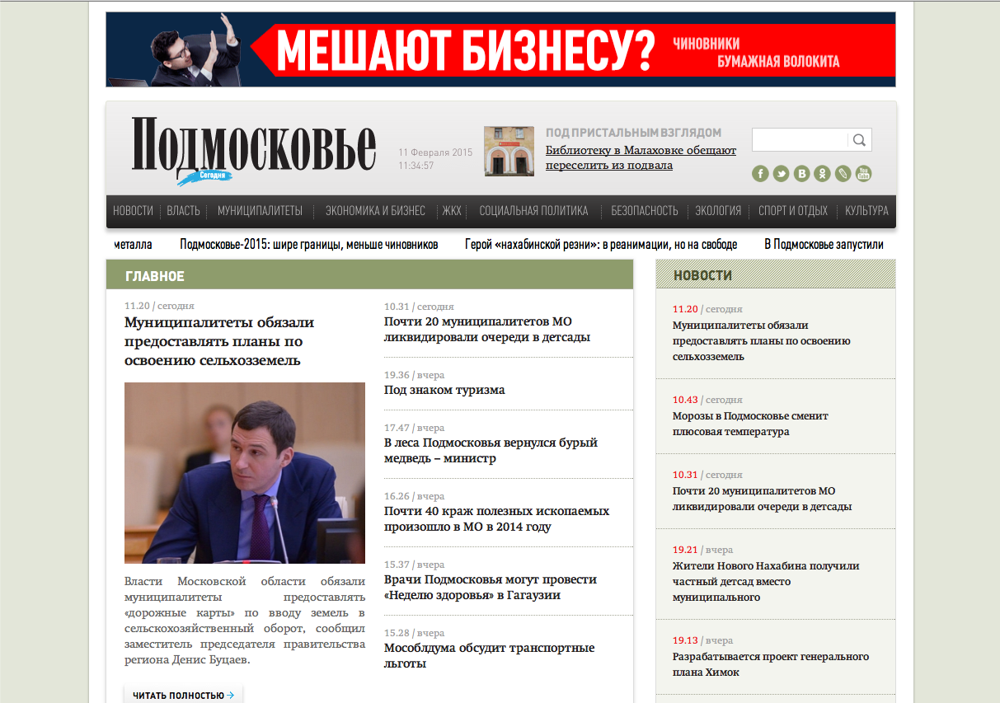 МЕШАЮТ БИЗНЕСУ?
ЧИНОВНИКИ
БУМАЖНАЯ ВОЛОКИТА
Подмосковье
Сегодня
11 Февраля 2015
11:34:57
ПОД ПРИСТАЛЬНЫМ ВЗГЛЯДОМ
Библиотеку в Малаховке обещают
переселить из подвала
You Tube
НОВОСТИ ВЛАСТЬ МУНИЦИПАЛИТЕТЫ ЭКОНОМИКА И БИЗНЕС ЖКХ СОЦИАЛЬНАЯ ПОЛИТИКА БЕЗОПАСНОСТЬ ЭКОЛОГИЯ СПОРТ И ОТДЫХ КУЛЬТУРА
металла Подмосковье-2015: шире границы, меньше чиновников Герой «нахабинской резни»: в реанимации, но на свободе В Подмосковье запустили
ГЛАВНОЕ
11.20 / сегодня
Муниципалитеты обязали
предоставлять планы по
освоению сельхозземель
Власти Московской области обязали
муниципалитеты предоставлять
«дорожные карты» по вводу земель в
сельскохозяйственный оборот, сообщил
заместитель председателя правительства
региона Денис Буцаев.
ЧИТАТЬ ПОЛНОСТЬЮ →
10.31 / сегодня
Почти 20 муниципалитетов МО
ликвидировали очереди в детсады
19.36 / вчера
Под знаком туризма
17.47 / вчера
В леса Подмосковья вернулся бурый
медведь – министр
16.26 / вчера
Почти 40 краж полезных ископаемых
произошло в МО в 2014 году
15.37 / вчера
Врачи Подмосковья могут провести
«Неделю здоровья» в Гагаузии
15.28 / вчера
Мособлдума обсудит транспортные
льготы
НОВОСТИ
11.20 / сегодня
Муниципалитеты обязали
предоставлять планы по освоению
сельхозземель
10.43 / сегодня
Морозы в Подмосковье сменит
плюсовая температура
10.31 / сегодня
Почти 20 муниципалитетов МО
ликвидировали очереди в детсады
19.21 / вчера
Жители Нового Нахабина получили
частный детсад вместо
муниципального
19.13 / вчера
Разрабатывается проект генерального
плана Химок